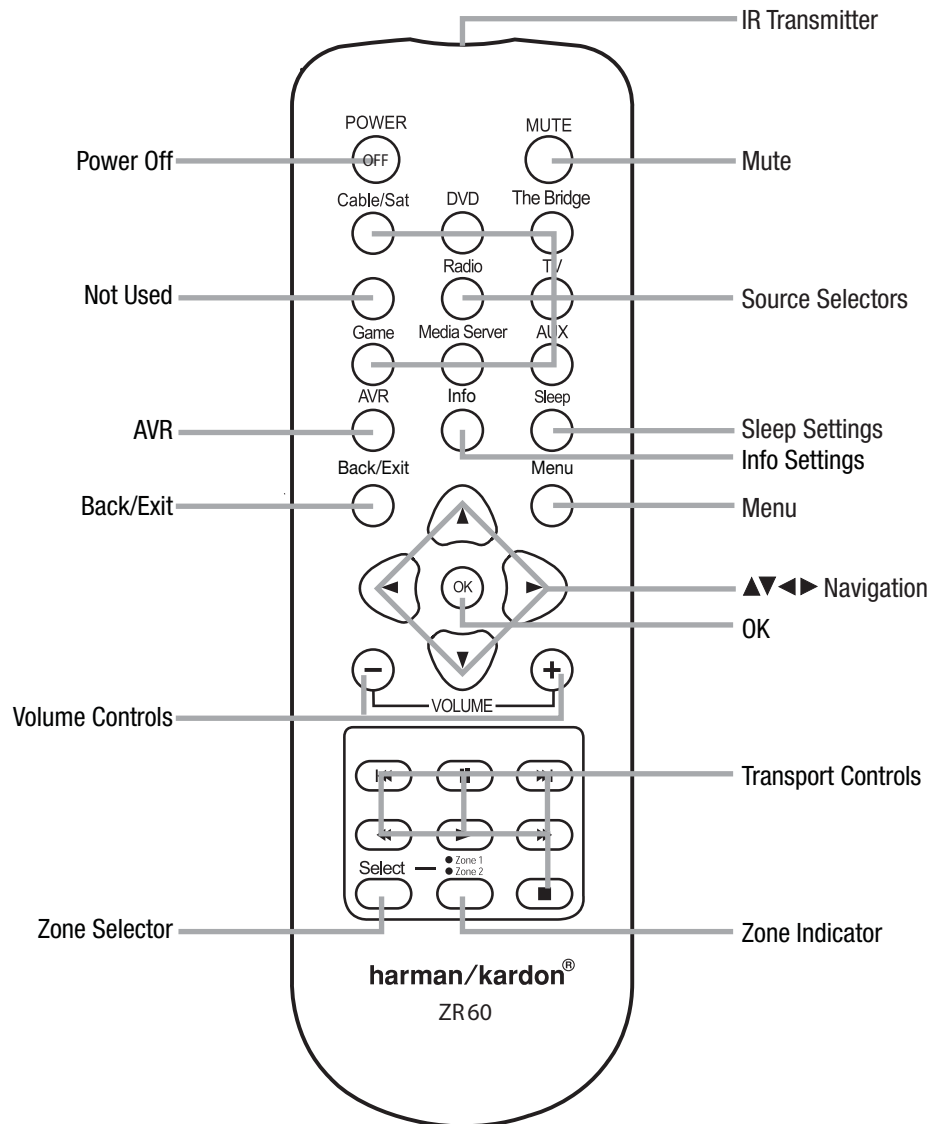 IR Transmitter
POWER
MUTE
Power Off
OFF
Mute
Cable/Sat
DVD
The Bridge
Radio
TV
Not Used
Source Selectors
Game
Media Server
AUX
AVR
Info
Sleep
AVR
Sleep Settings
Info Settings
Back/Exit
Menu
Back/Exit
Menu
▲▼◄► Navigation
OK
OK
− VOLUME +
Volume Controls
Transport Controls
Select — ● Zone 1
● Zone 2
Zone Selector
Zone Indicator
harman/kardon®
ZR60